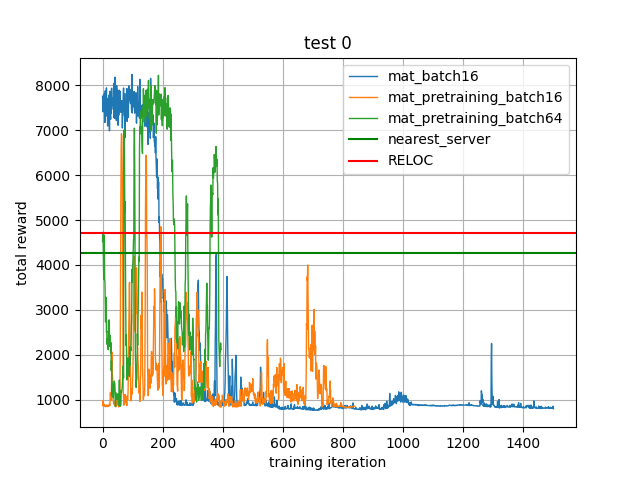 test 0
mat_batch16
mat_pretraining_batch16
mat_pretraining_batch64
nearest_server
RELOC
total reward
8000
7000
6000
5000
4000
3000
2000
1000
0 200 400 600 800 1000 1200 1400
training iteration